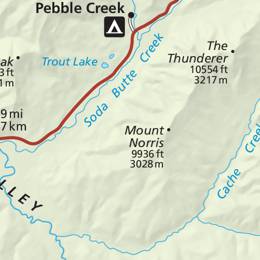 Pebble Creek
The
Thunderer
10554 ft
3217 m
Trout Lake
ak
3 ft
1 m
Soda Butte Creek
9 mi
7 km
Mount
Norris
9936 ft
3028 m
Cache Creek
LLEY